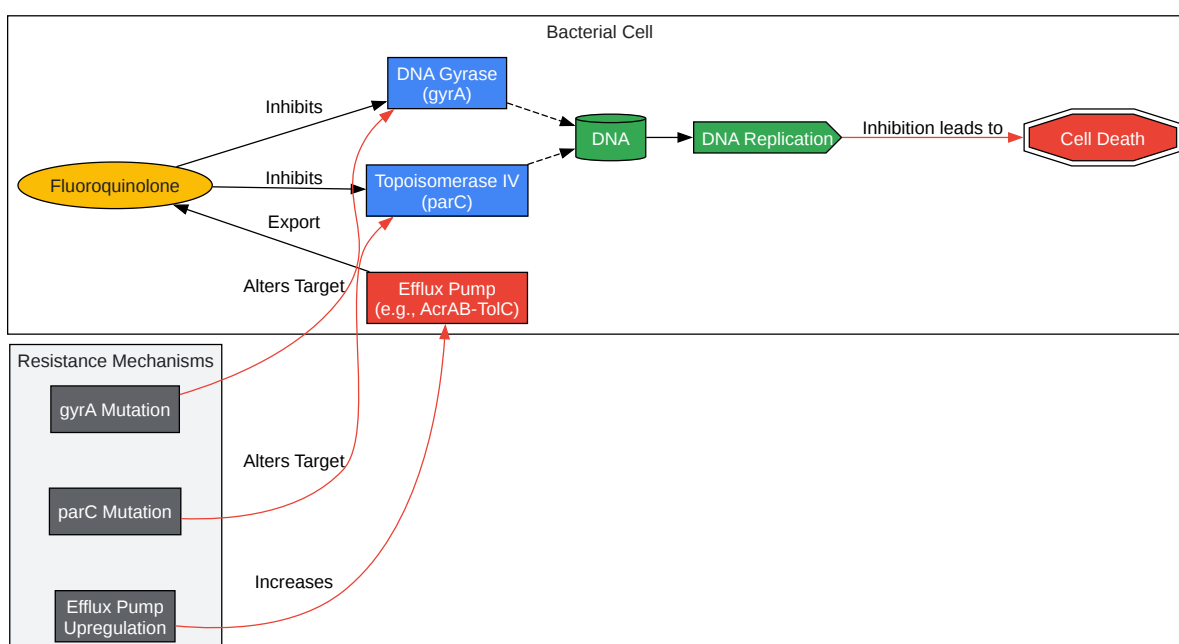 Bacterial Cell
DNA Gyrase
(gyrA)
Inhibits
DNA
DNA Replication
Inhibition leads to
Cell Death
Fluoroquinolone
Inhibits
Topoisomerase IV
(parC)
Export
Alters Target
Efflux Pump
(e.g., AcrAB-TolC)
Resistance Mechanisms
gyrA Mutation
Alters Target
parC Mutation
Increases
Efflux Pump
Upregulation